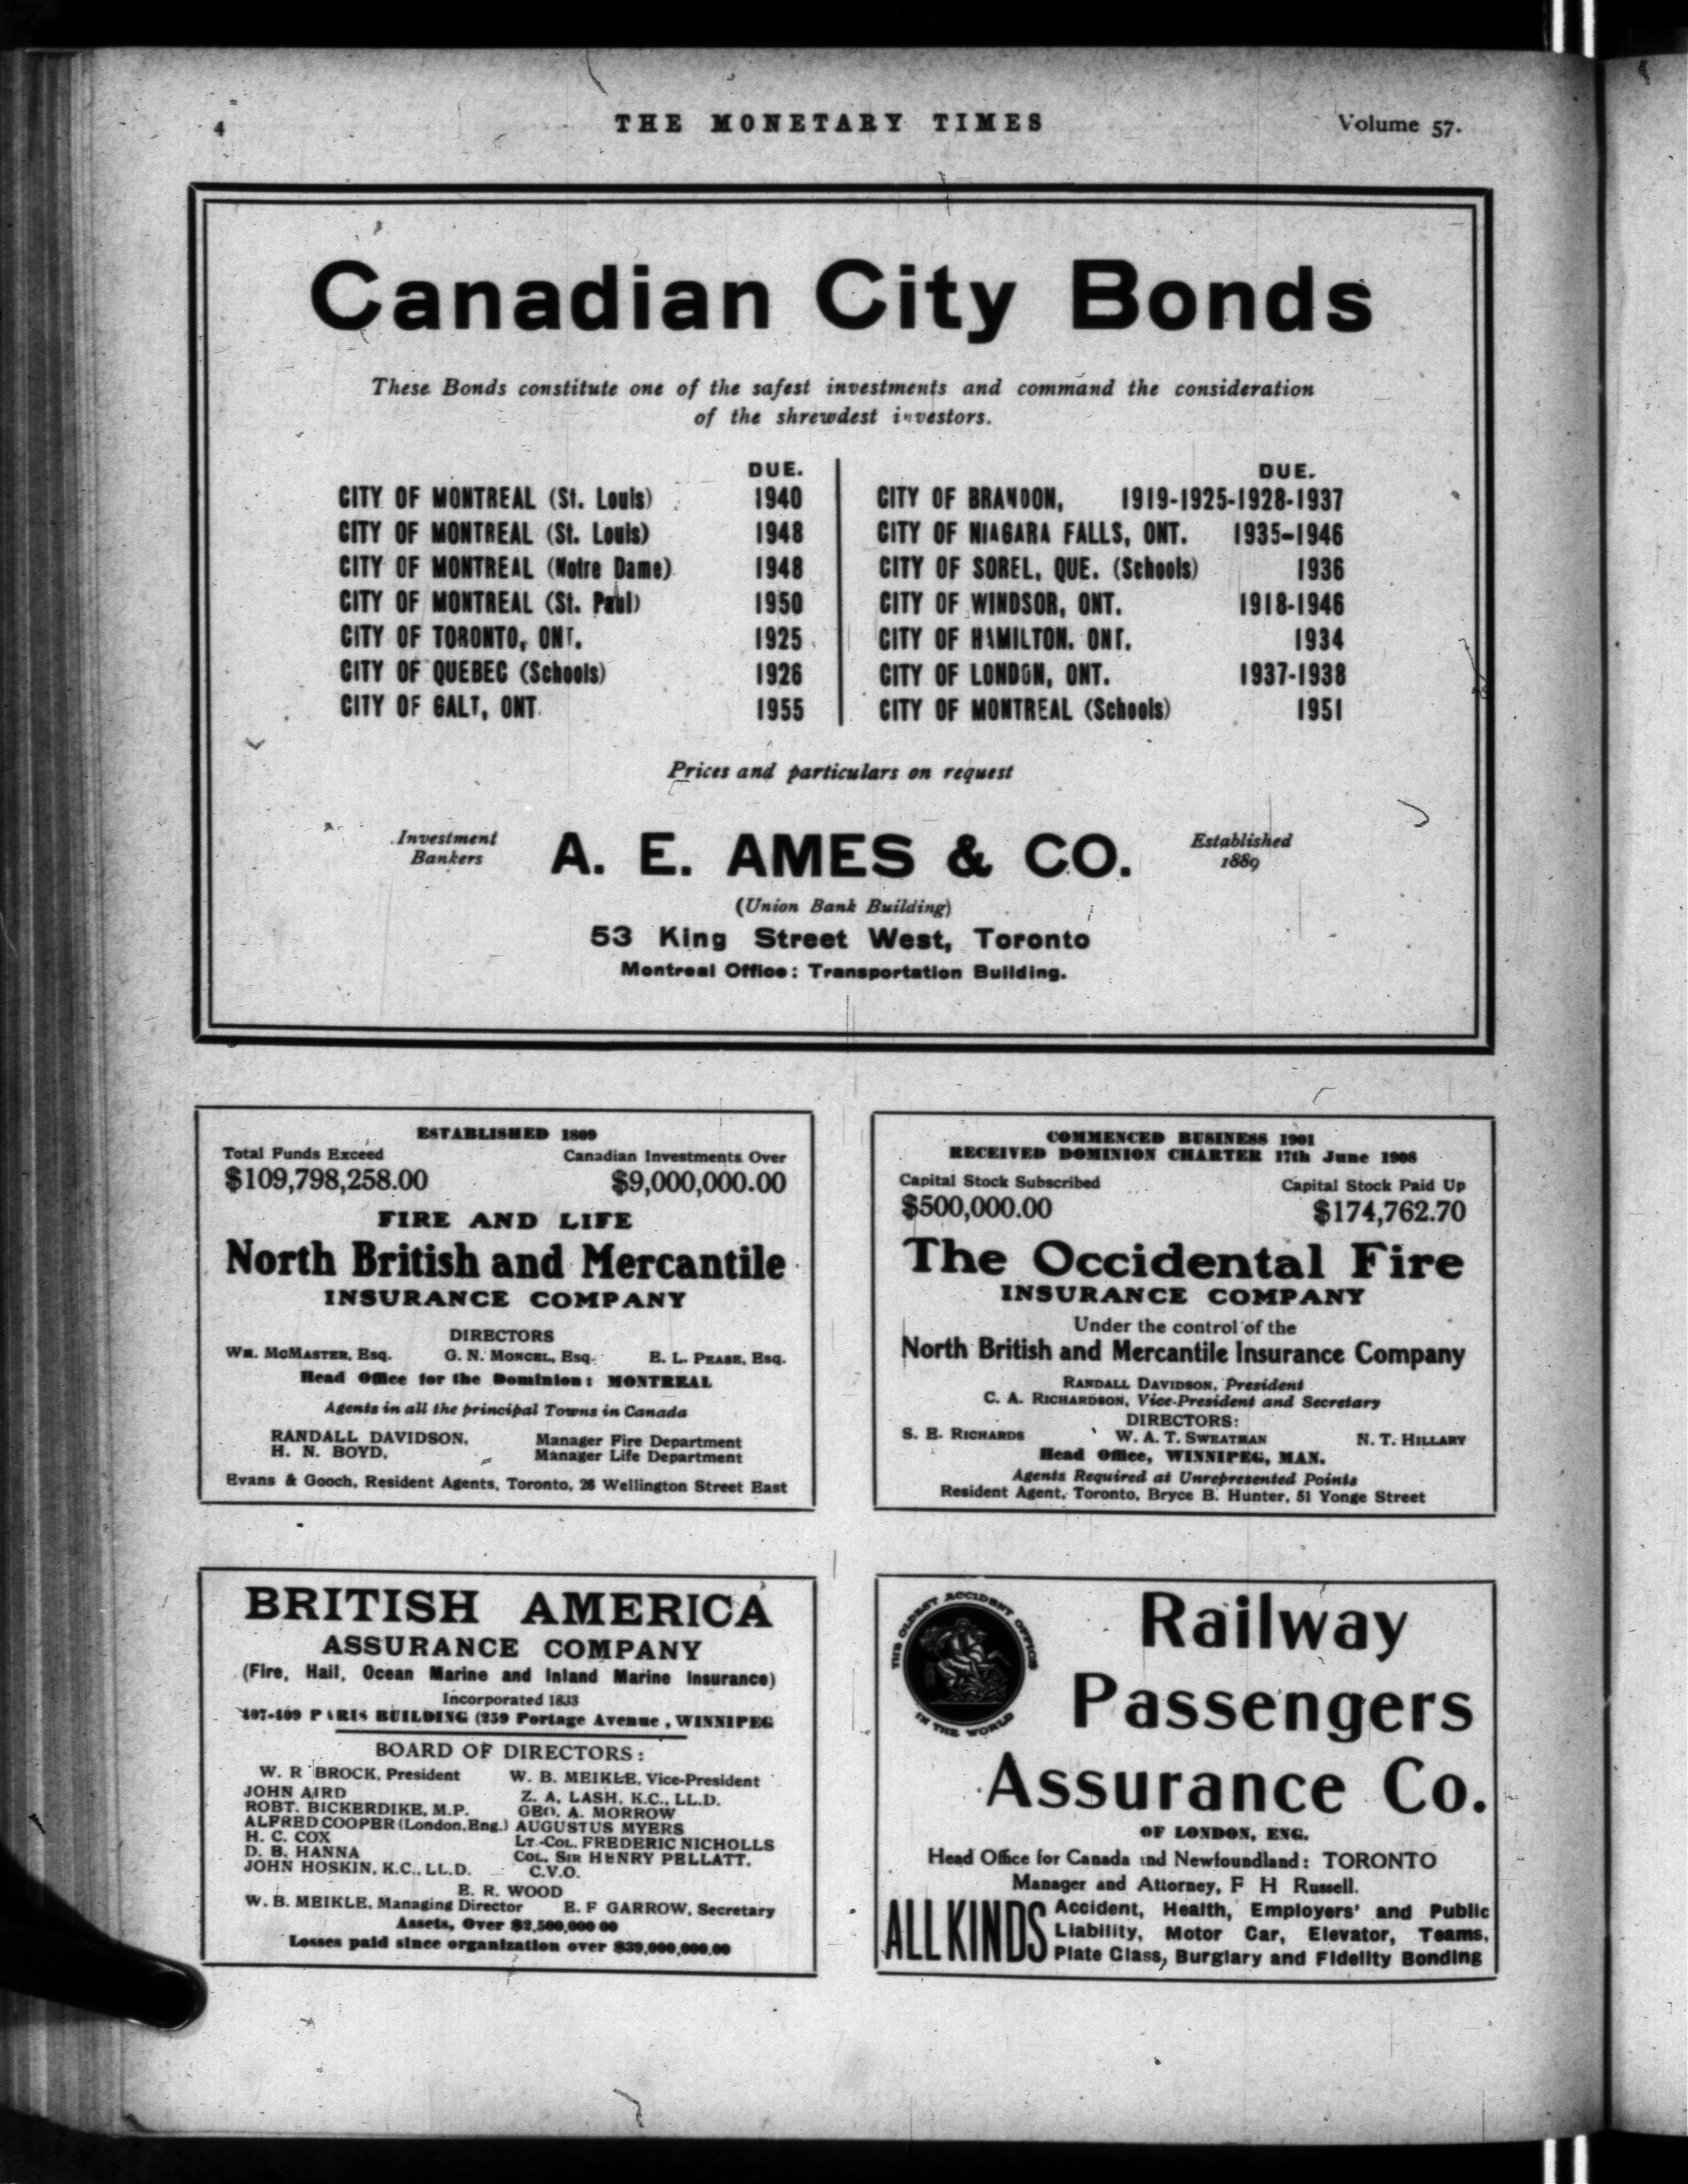 4
THE MONETARY TIMES
Volume 57.
Canadian City Bonds
These Bonds constitute one of the safest investments and command the consideration
of the shrewdest investors.
DUE.
CITY OF MONTREAL (St. Louis) 1940
CITY OF MONTREAL (St. Louis) 1948
CITY OF MONTREAL (Notre Dame) 1948
CITY OF MONTREAL (St. Paul) 1950
CITY OF TORONTO, ONT. 1925
CITY OF QUEBEC (Schools) 1926
CITY OF GALT, ONT. 1955
DUE.
CITY OF BRANDON, 1919-1925-1928-1937
CITY OF NIAGARA FALLS, ONT. 1935-1946
CITY OF SOREL, QUE. (Schools) 1936
CITY OF WINDSOR, ONT. 1918-1946
CITY OF HAMILTON, ONT. 1934
CITY OF LONDON, ONT. 1937-1938
CITY OF MONTREAL (Schools) 1951
Prices and particulars on request
Investment
Bankers
A. E. AMES & CO.
Established
1889
(Union Bank Building)
53 King Street West, Toronto
Montreal Office: Transportation Building.
ESTABLISHED 1809
Total Funds Exceed Canadian Investments Over
$109,798,258.00 $9,000,000.00
FIRE AND LIFE
North British and Mercantile
INSURANCE COMPANY
DIRECTORS
WM. MCMASTER, Esq. G. N. MONCEL, Esq. E. L. PEASE, Esq.
Head Office for the Dominion: MONTREAL
Agents in all the principal Towns in Canada
RANDALL DAVIDSON, Manager Fire Department
H. N. BOYD, Manager Life Department
Evans & Gooch, Resident Agents, Toronto, 26 Wellington Street East
COMMENCED BUSINESS 1901
RECEIVED DOMINION CHARTER 17th June 1908
Capital Stock Subscribed Capital Stock Paid Up
$500,000.00 $174,762.70
The Occidental Fire
INSURANCE COMPANY
Under the control of the
North British and Mercantile Insurance Company
RANDALL DAVIDSON, President
C. A. RICHARDSON, Vice-President and Secretary
DIRECTORS:
S. E. RICHARDS W. A. T. SWEATMAN N. T. HILLARY
Head Office, WINNIPEG, MAN.
Agents Required at Unrepresented Points
Resident Agent, Toronto, Bryce B. Hunter, 51 Yonge Street
BRITISH AMERICA
ASSURANCE COMPANY
(Fire, Hail, Ocean Marine and Inland Marine Insurance)
Incorporated 1833
407-409 PARIS BUILDING (259 Portage Avenue, WINNIPEG
BOARD OF DIRECTORS:
W. R. BROCK, President W. B. MEIKLE, Vice-President
JOHN AIRD Z. A. LASH, K.C., LL.D.
ROBT. BICKERDIKE, M.P. GEO. A. MORROW
ALFRED COOPER (London, Eng.) AUGUSTUS MYERS
H. C. COX LT.-COL. FREDERIC NICHOLLS
D. B. HANNA COL. SIR HENRY PELLATT,
JOHN HOSKIN, K.C., LL.D. C.V.O.
E. R. WOOD
W. B. MEIKLE, Managing Director E. F GARROW, Secretary
Assets, Over $2,500,000 00
Losses paid since organization over $39,000,000.00
THE OLDEST ACCIDENT OFFICE
IN THE WORLD
Railway
Passengers
Assurance Co.
OF LONDON, ENG.
Head Office for Canada and Newfoundland: TORONTO
Manager and Attorney, F H Russell.
ALL KINDS
Accident, Health, Employers' and Public
Liability, Motor Car, Elevator, Teams,
Plate Glass, Burglary and Fidelity Bonding